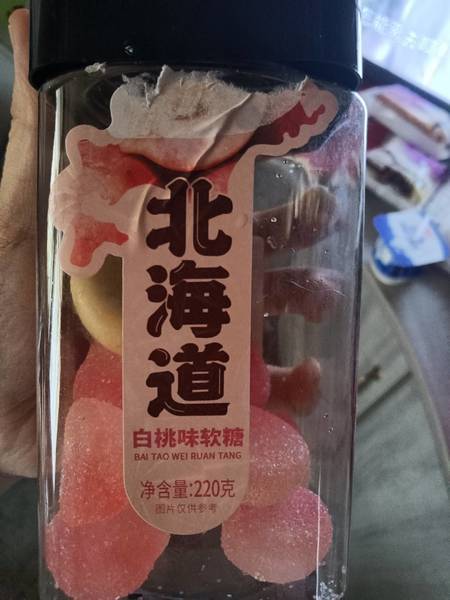 北
海
道
白桃味软糖
BAI TAO WEI RUAN TANG
净含量:220克
图片仅供参考